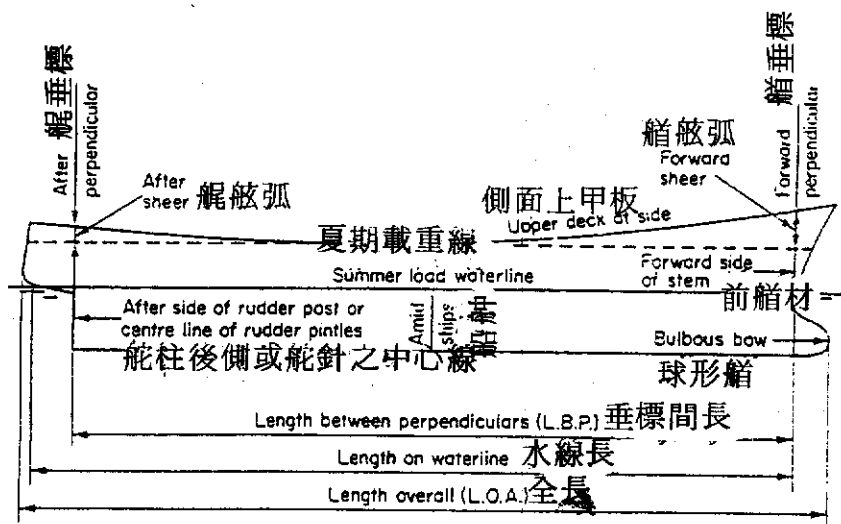 After
perpendicular
艉垂標
Forward
perpendicular
艏垂標
艏舷弧
Forward
sheer
After
sheer 艉舷弧
側面上甲板
Upper deck at side
夏期載重線
Summer load waterline
Forward side
of stem
前艏材
After side of rudder post or
centre line of rudder pintles
舵柱後側或舵針之中心線
Amid
ships
船舯
Bulbous bow
球形艏
Length between perpendiculars (L.B.P.) 垂標間長
Length on waterline 水線長
Length overall (L.O.A.) 全長